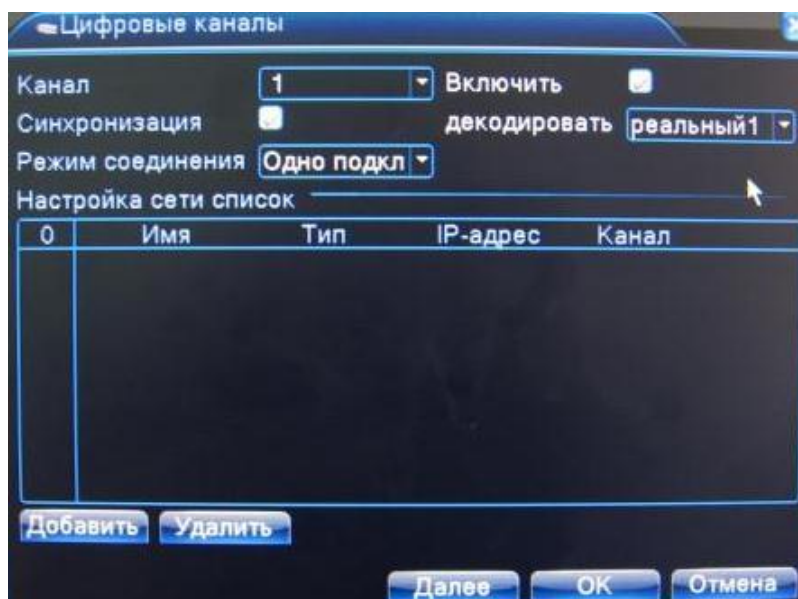 Цифровые каналы
Канал 1 Включить
Синхронизация декодировать реальный1
Режим соединения Одно подкл
Настройка сети список
0 Имя Тип IP-адрес Канал
Добавить Удалить
Далее OK Отмена